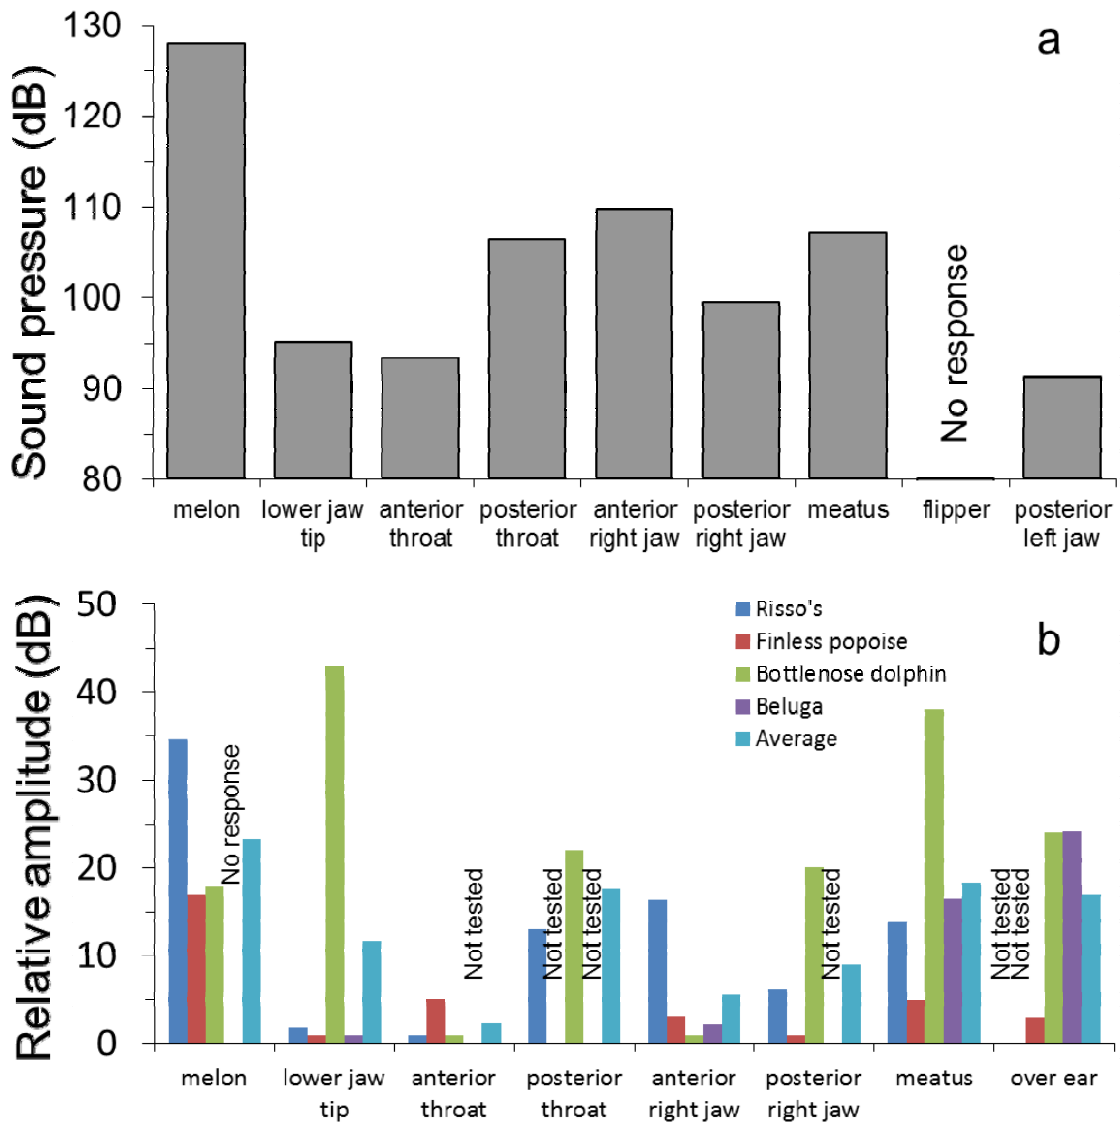 a
Sound pressure (dB)
130
120
110
100
90
80
No response
melon
lower jaw
tip
anterior
throat
posterior
throat
anterior
right jaw
posterior
right jaw
meatus
flipper
posterior
left jaw
b
Relative amplitude (dB)
50
40
30
20
10
0
Risso's
Finless popoise
Bottlenose dolphin
Beluga
Average
No response
Not tested
Not tested
Not tested
Not tested
Not tested
Not tested
melon
lower jaw
tip
anterior
throat
posterior
throat
anterior
right jaw
posterior
right jaw
meatus
over ear